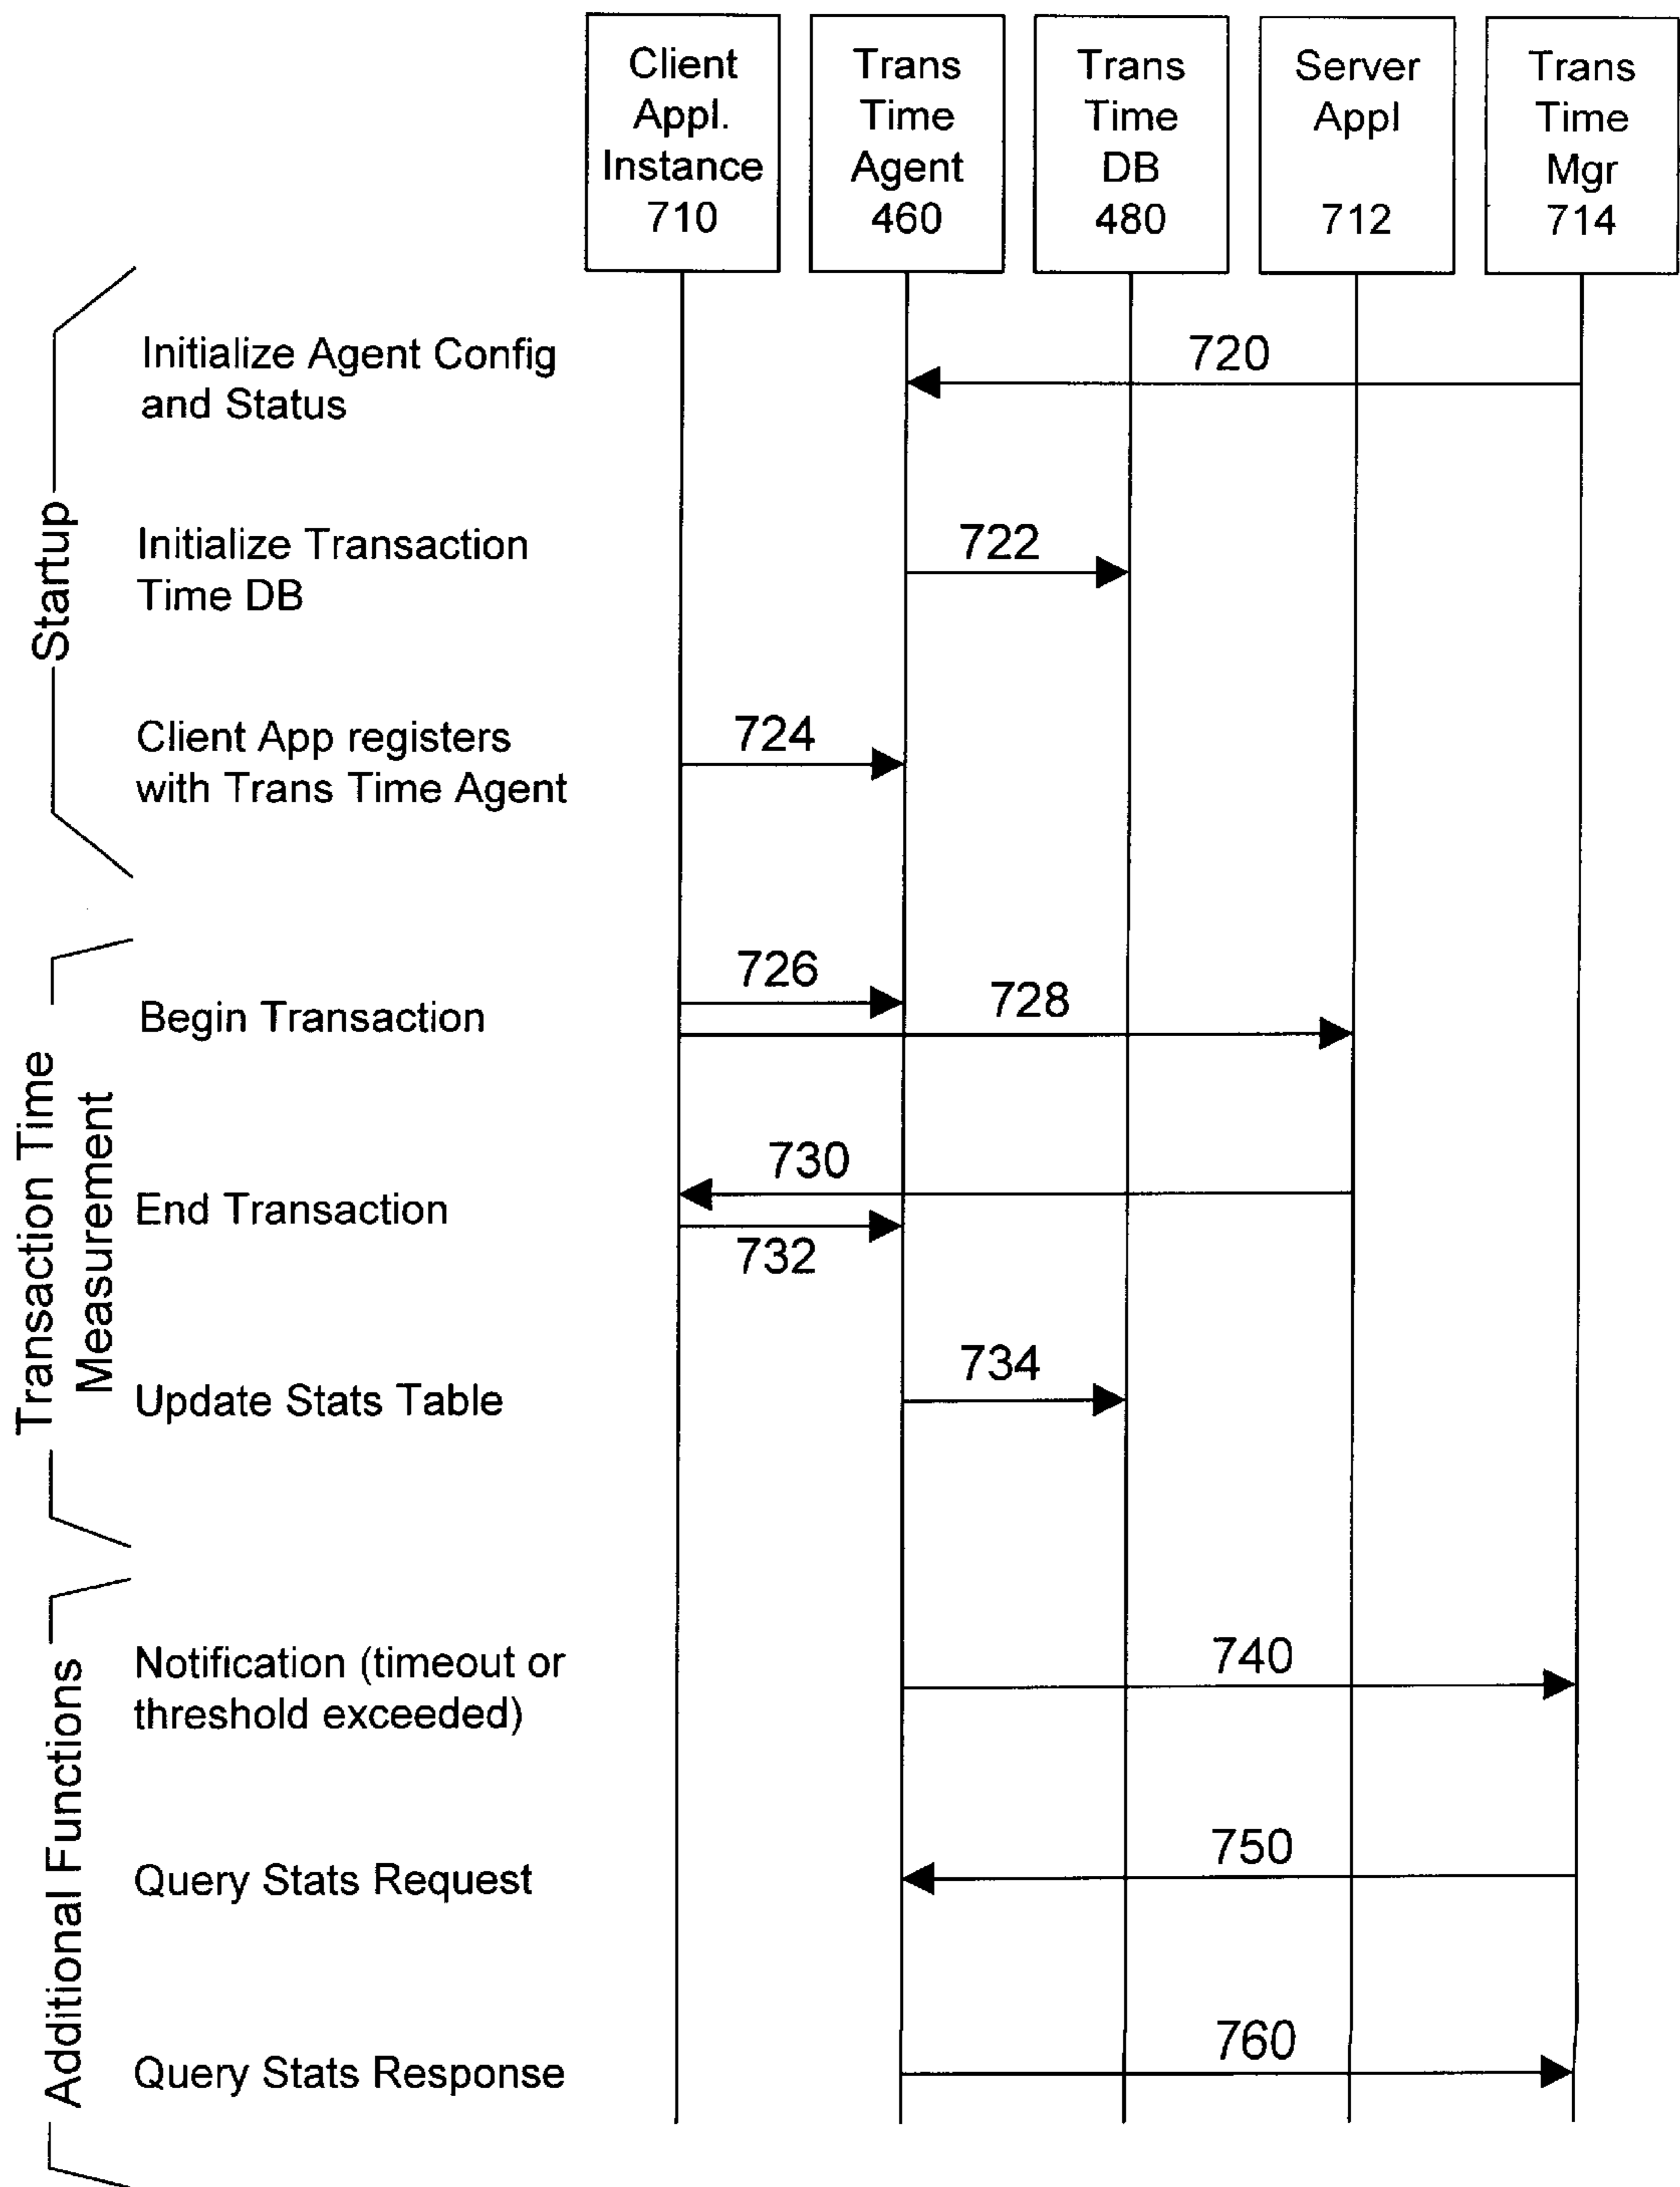 Client
Appl.
Instance
710
Trans
Time
Agent
460
Trans
Time
DB
480
Server
Appl
712
Trans
Time
Mgr
714
Startup
Initialize Agent Config
and Status
720
Initialize Transaction
Time DB
722
Client App registers
with Trans Time Agent
724
Transaction Time
Measurement
Begin Transaction
726
728
End Transaction
730
732
Update Stats Table
734
Additional Functions
Notification (timeout or
threshold exceeded)
740
Query Stats Request
750
Query Stats Response
760